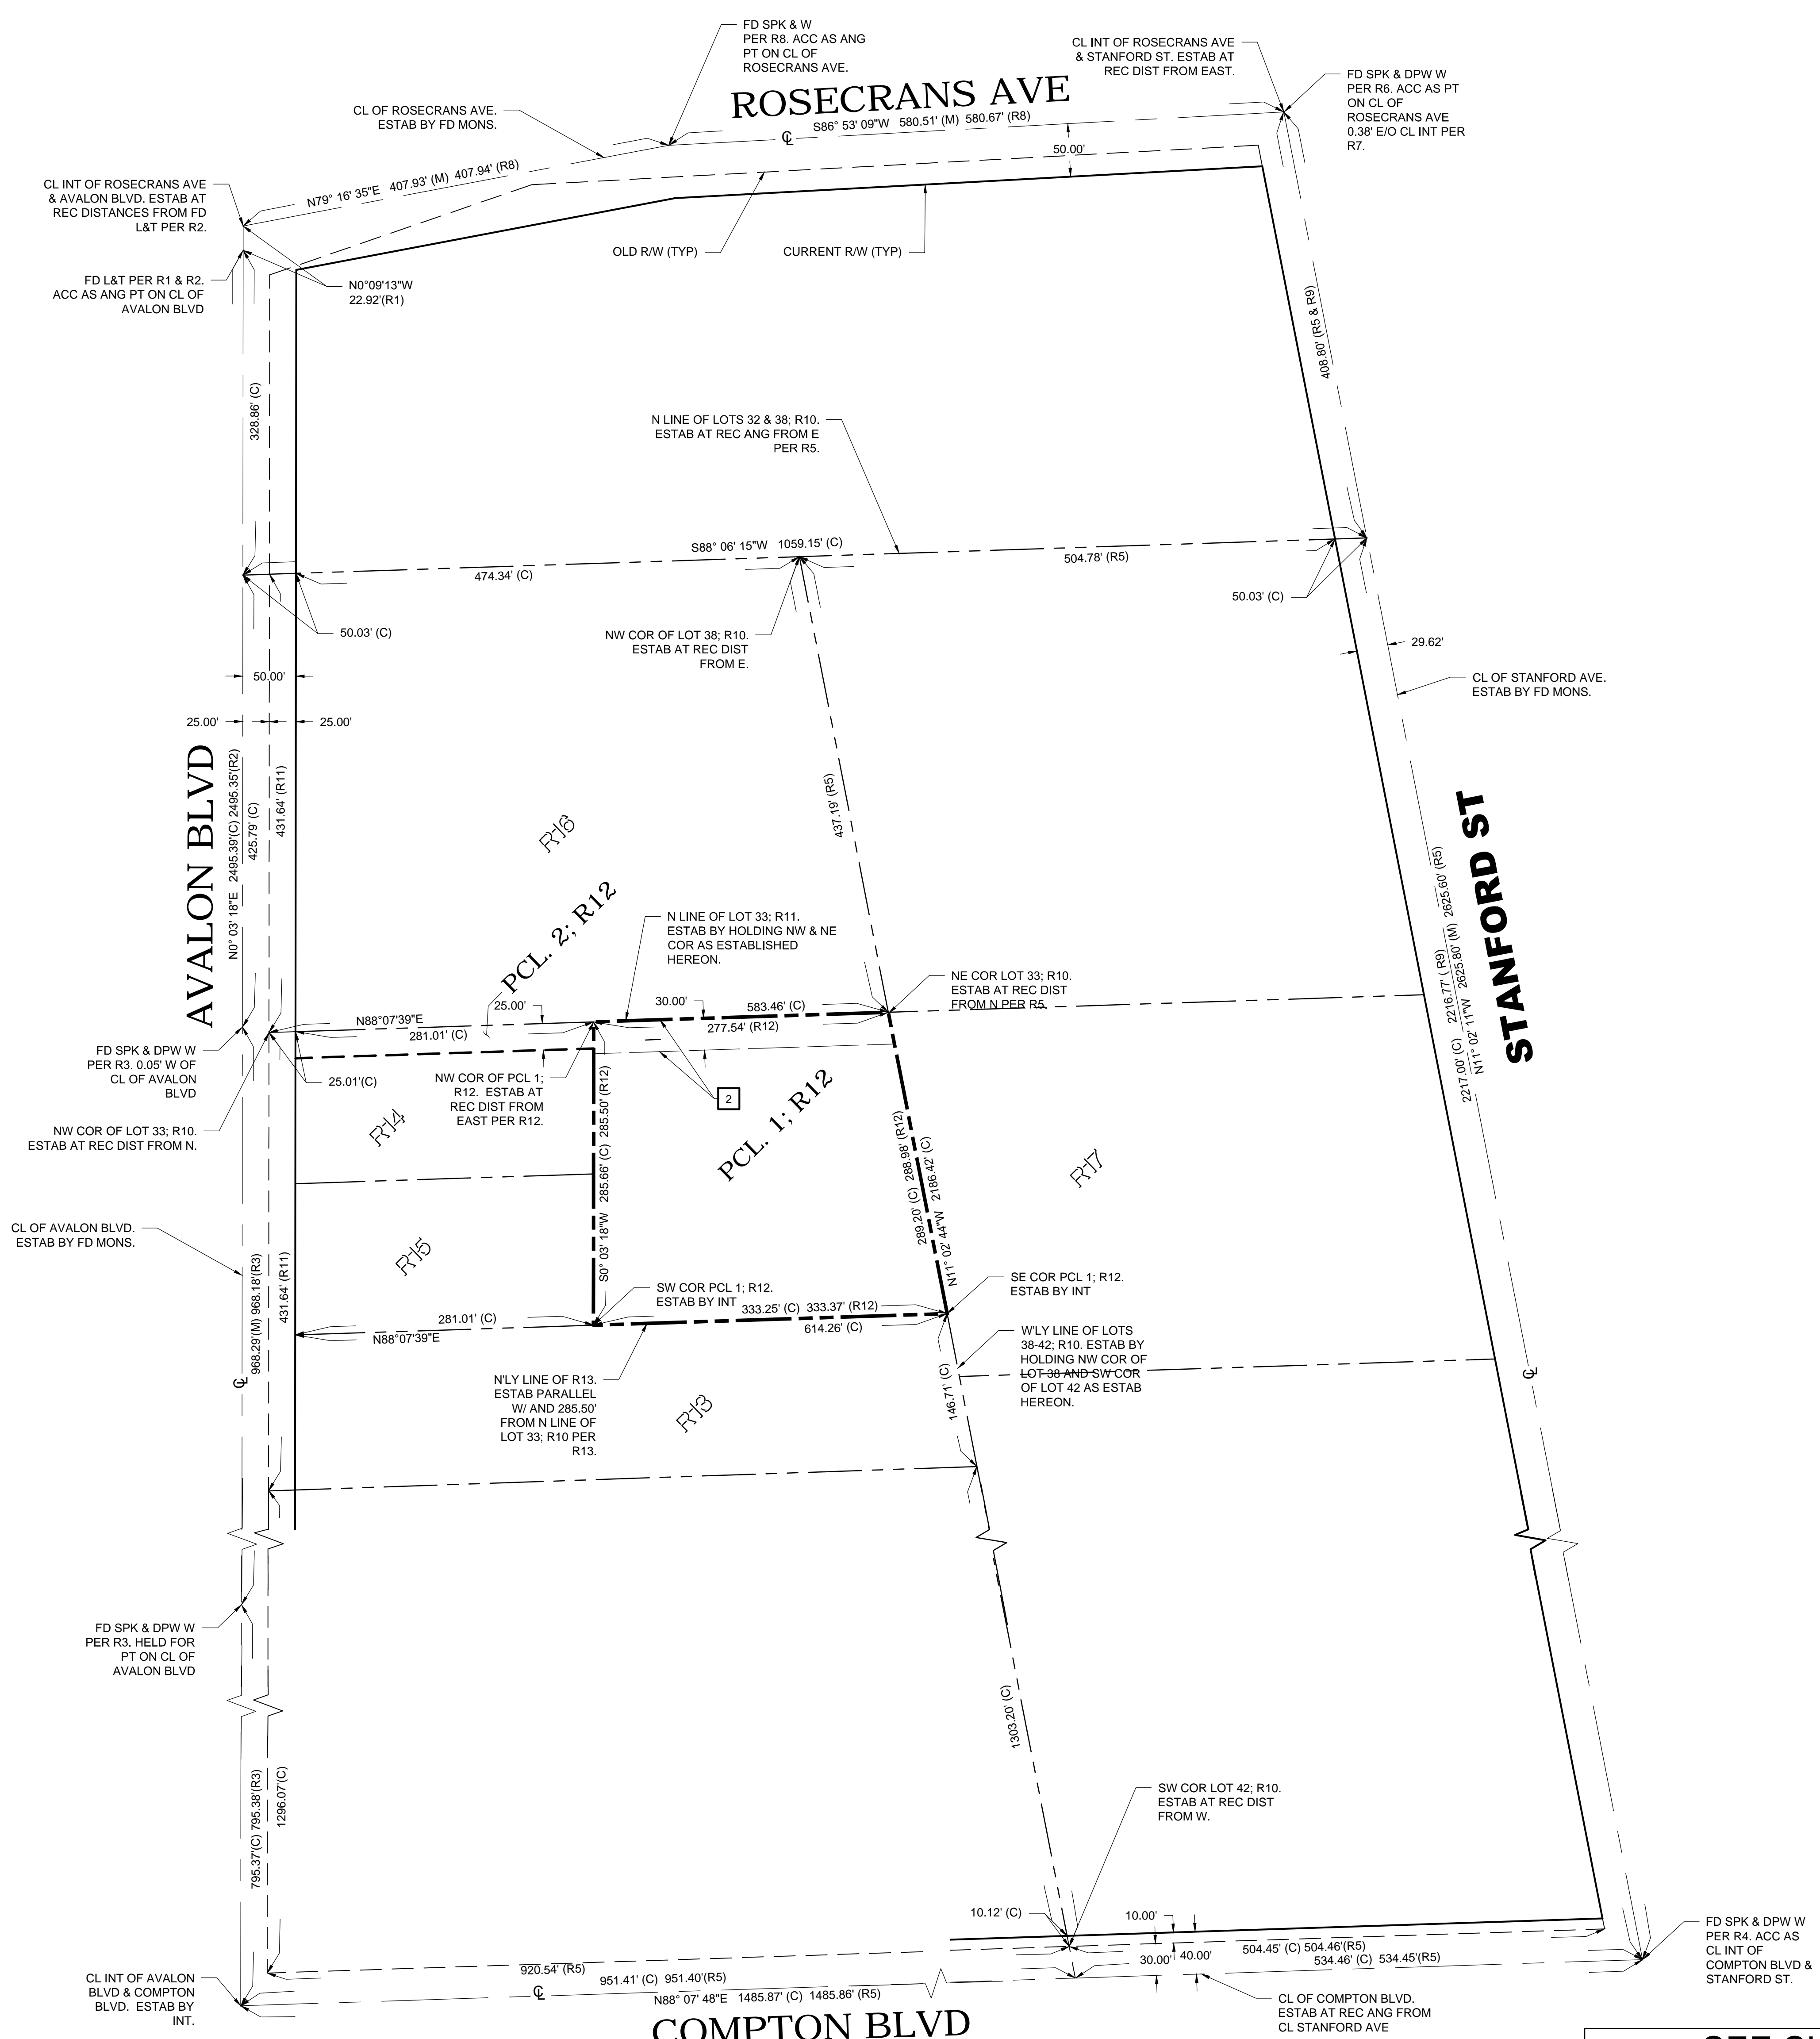 FD SPK & W
PER R8. ACC AS ANG
PT ON CL OF
ROSECRANS AVE.
CL INT OF ROSECRANS AVE
& STANFORD ST. ESTAB AT
REC DIST FROM EAST.
FD SPK & DPW W
PER R6. ACC AS PT
ON CL OF
ROSECRANS AVE
0.38' E/O CL INT PER
R7.
ROSECRANS AVE
CL OF ROSECRANS AVE.
ESTAB BY FD MONS.
S86° 53' 09"W 580.51' (M) 580.67' (R8)
50.00'
N79° 16' 35"E 407.93' (M) 407.94' (R8)
CL INT OF ROSECRANS AVE
& AVALON BLVD. ESTAB AT
REC DISTANCES FROM FD
L&T PER R2.
OLD R/W (TYP)
CURRENT R/W (TYP)
FD L&T PER R1 & R2.
ACC AS ANG PT ON CL OF
AVALON BLVD
N0°09'13"W
22.92'(R1)
408.80' (R5 & R9)
328.86' (C)
N LINE OF LOTS 32 & 38; R10.
ESTAB AT REC ANG FROM E
PER R5.
S88° 06' 15"W 1059.15' (C)
474.34' (C)
504.78' (R5)
50.03' (C)
50.03' (C)
NW COR OF LOT 38; R10.
ESTAB AT REC DIST
FROM E.
29.62'
50.00'
CL OF STANFORD AVE.
ESTAB BY FD MONS.
25.00'
25.00'
AVALON BLVD
N0° 03' 18"E 2495.39'(C) 2495.35'(R2)
425.79' (C)
431.64' (R11)
437.19' (R5)
STANFORD ST
2217.00' (C) 2216.77' ( R9)
N11° 02' 11"W 2625.80' (M) 2625.60' (R5)
R16
PCL. 2; R12
N LINE OF LOT 33; R11.
ESTAB BY HOLDING NW & NE
COR AS ESTABLISHED
HEREON.
NE COR LOT 33; R10.
ESTAB AT REC DIST
FROM N PER R5.
25.00'
30.00'
583.46' (C)
277.54' (R12)
N88°07'39"E
281.01' (C)
FD SPK & DPW W
PER R3. 0.05' W OF
CL OF AVALON
BLVD
25.01'(C)
NW COR OF PCL 1;
R12. ESTAB AT
REC DIST FROM
EAST PER R12.
2
NW COR OF LOT 33; R10.
ESTAB AT REC DIST FROM N.
R14
PCL. 1; R12
R17
S0° 03' 18"W 285.66' (C) 285.50' (R12)
289.20' (C) 288.98' (R12)
N11° 02' 44"W 2186.42' (C)
CL OF AVALON BLVD.
ESTAB BY FD MONS.
R15
968.29'(M) 968.18'(R3)
431.64' (R11)
SW COR PCL 1; R12.
ESTAB BY INT
SE COR PCL 1; R12.
ESTAB BY INT
333.25' (C) 333.37' (R12)
614.26' (C)
281.01' (C)
N88°07'39"E
W'LY LINE OF LOTS
38-42; R10. ESTAB BY
HOLDING NW COR OF
LOT 38 AND SW COR
OF LOT 42 AS ESTAB
HEREON.
N'LY LINE OF R13.
ESTAB PARALLEL
W/ AND 285.50'
FROM N LINE OF
LOT 33; R10 PER
R13.
R13
146.71' (C)
FD SPK & DPW W
PER R3. HELD FOR
PT ON CL OF
AVALON BLVD
1303.20' (C)
795.37'(C) 795.38'(R3)
1296.07'(C)
SW COR LOT 42; R10.
ESTAB AT REC DIST
FROM W.
10.12' (C)
10.00'
30.00'
40.00'
504.45' (C) 504.46'(R5)
534.46' (C) 534.45'(R5)
FD SPK & DPW W
PER R4. ACC AS
CL INT OF
COMPTON BLVD &
STANFORD ST.
CL INT OF AVALON
BLVD & COMPTON
BLVD. ESTAB BY
INT.
920.54' (R5)
951.41' (C) 951.40'(R5)
N88° 07' 48"E 1485.87' (C) 1485.86' (R5)
CL OF COMPTON BLVD.
ESTAB AT REC ANG FROM
CL STANFORD AVE
COMPTON BLVD